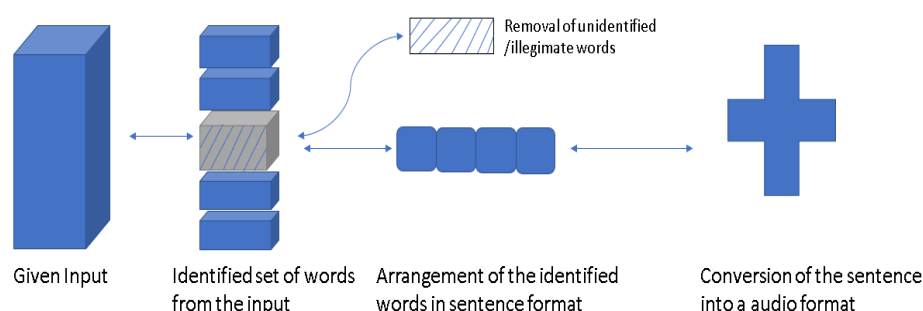 Removal of unidentified
/illegimate words
Given Input
Identified set of words
from the input
Arrangement of the identified
words in sentence format
Conversion of the sentence
into a audio format